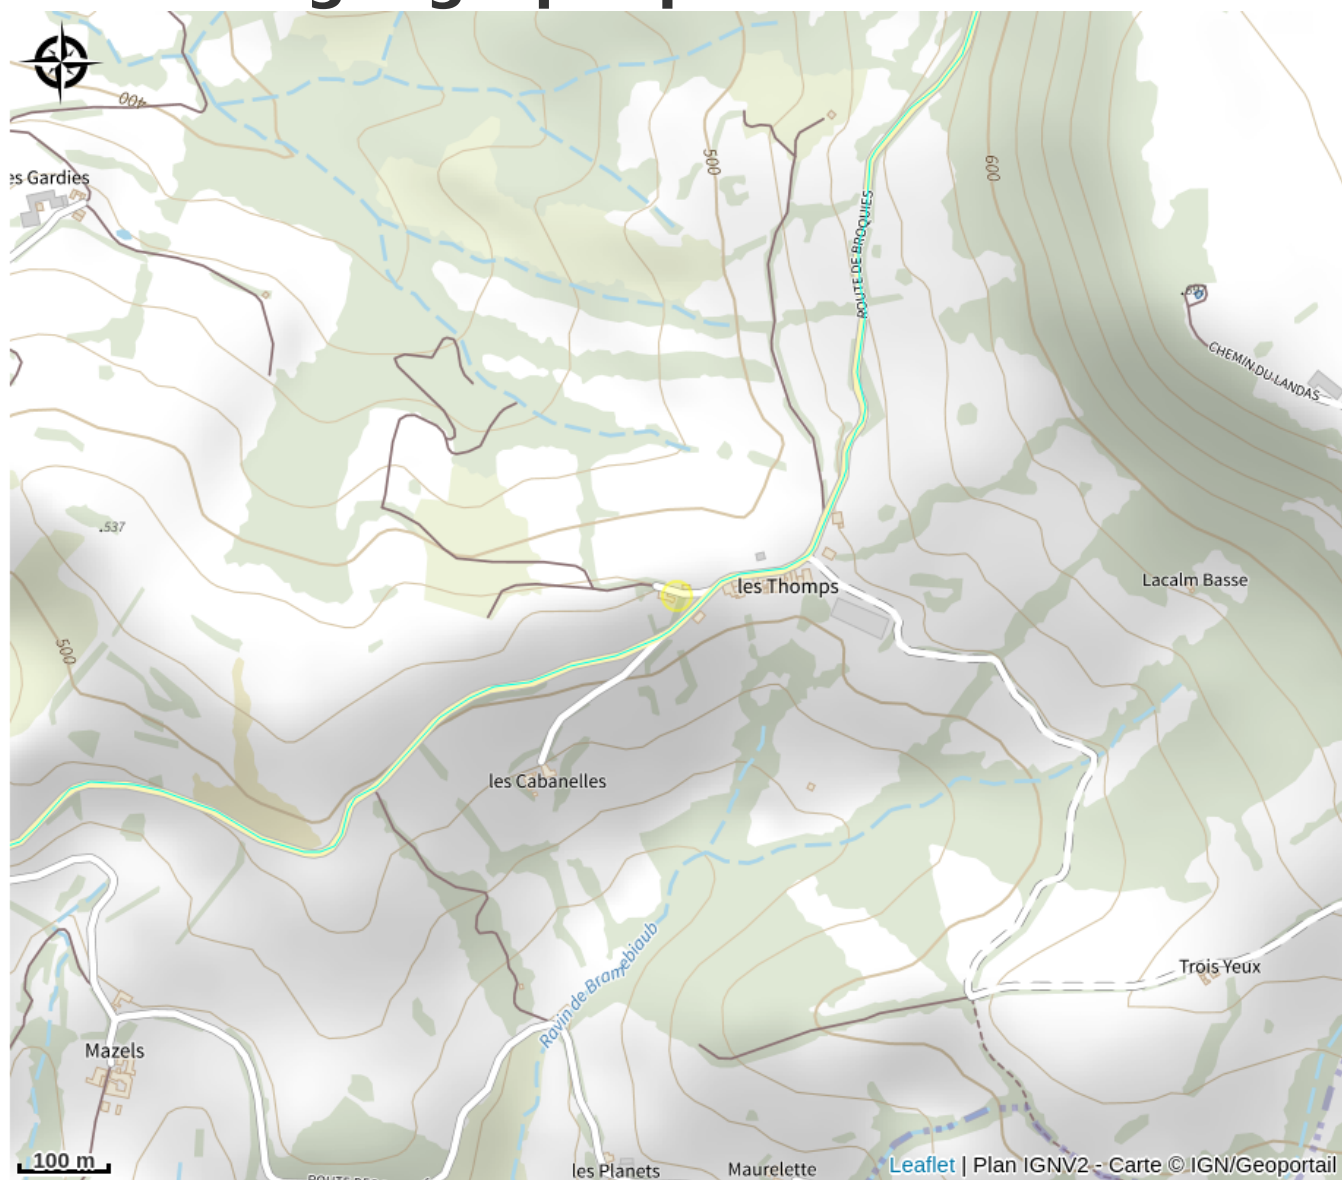 400
es Gardies
500
600
ROUTE DE BROQUIES
.697
CHEMIN DU LANDAS
.537
les Thomps
Lacalm Basse
500
les Cabanelles
Ravin de Bramebiaub
Trois Yeux
Mazels
100 m
les Planets
Maurelette
Leaflet | Plan IGNV2 - Carte © IGN/Geoportail